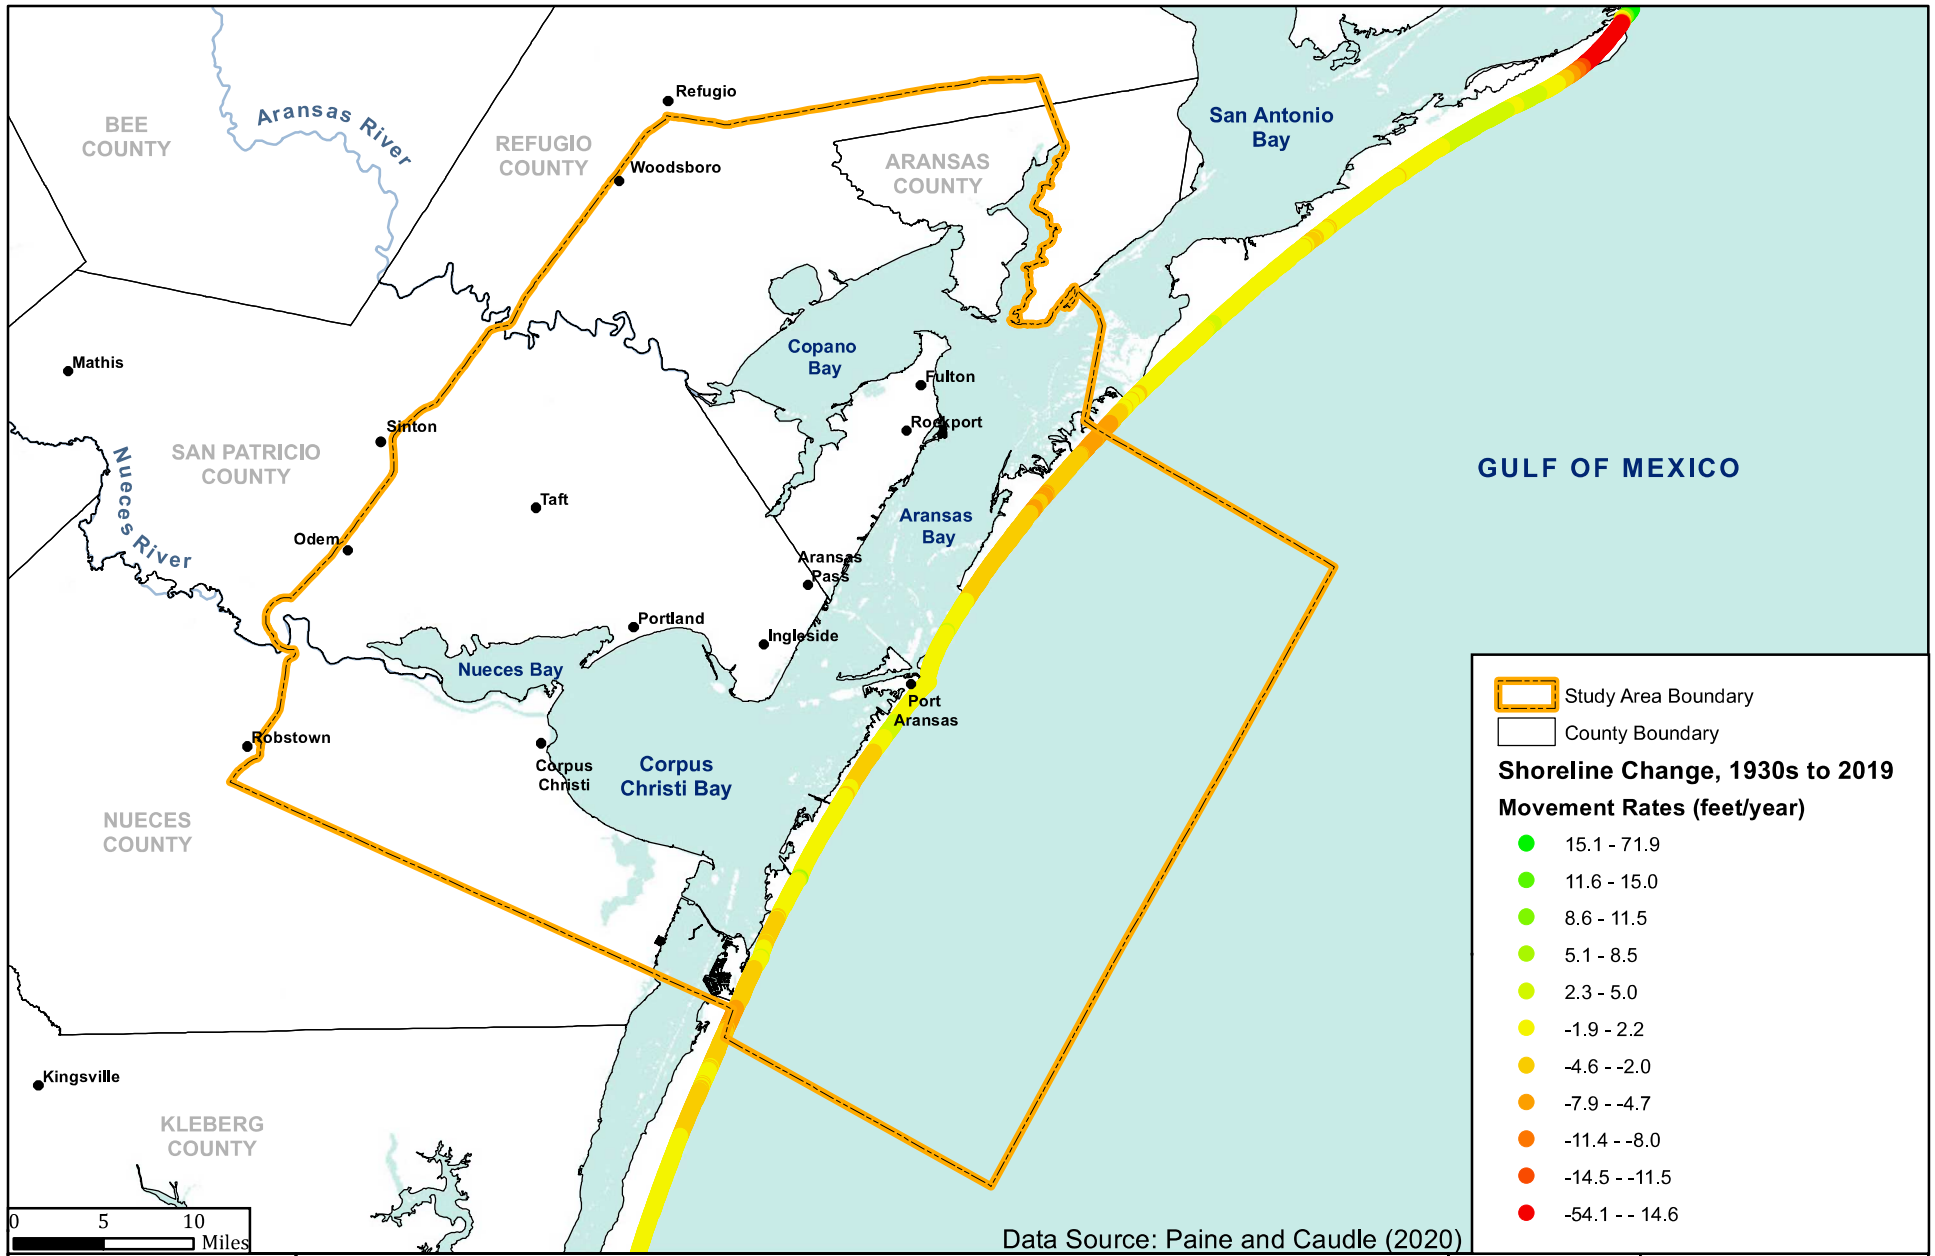 BEE
COUNTY
Aransas River
REFUGIO
COUNTY
Refugio
Woodsboro
ARANSAS
COUNTY
San Antonio
Bay
Mathis
Copano
Bay
Fulton
Rockport
Sinton
SAN PATRICIO
COUNTY
Nueces River
GULF OF MEXICO
Taft
Aransas
Bay
Odem
Aransas
Pass
Portland
Ingleside
Nueces Bay
Port
Aransas
Robstown
Corpus
Christi
Corpus
Christi Bay
NUECES
COUNTY
Kingsville
KLEBERG
COUNTY
0 5 10
Miles
Data Source: Paine and Caudle (2020)
Study Area Boundary
County Boundary
Shoreline Change, 1930s to 2019
Movement Rates (feet/year)
15.1 - 71.9
11.6 - 15.0
8.6 - 11.5
5.1 - 8.5
2.3 - 5.0
-1.9 - 2.2
-4.6 - -2.0
-7.9 - -4.7
-11.4 - -8.0
-14.5 - -11.5
-54.1 - - 14.6